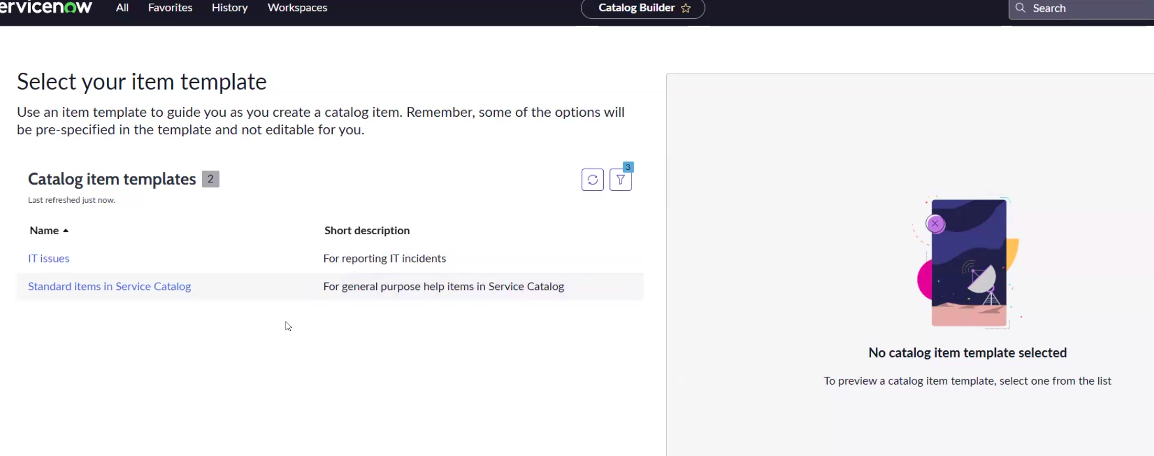 servicenow All Favorites History Workspaces Catalog Builder Search
Select your item template
Use an item template to guide you as you create a catalog item. Remember, some of the options will
be pre-specified in the template and not editable for you.
Catalog item templates 2
3
Last refreshed just now.
Name Short description
IT issues For reporting IT incidents
Standard items in Service Catalog For general purpose help items in Service Catalog
No catalog item template selected
To preview a catalog item template, select one from the list